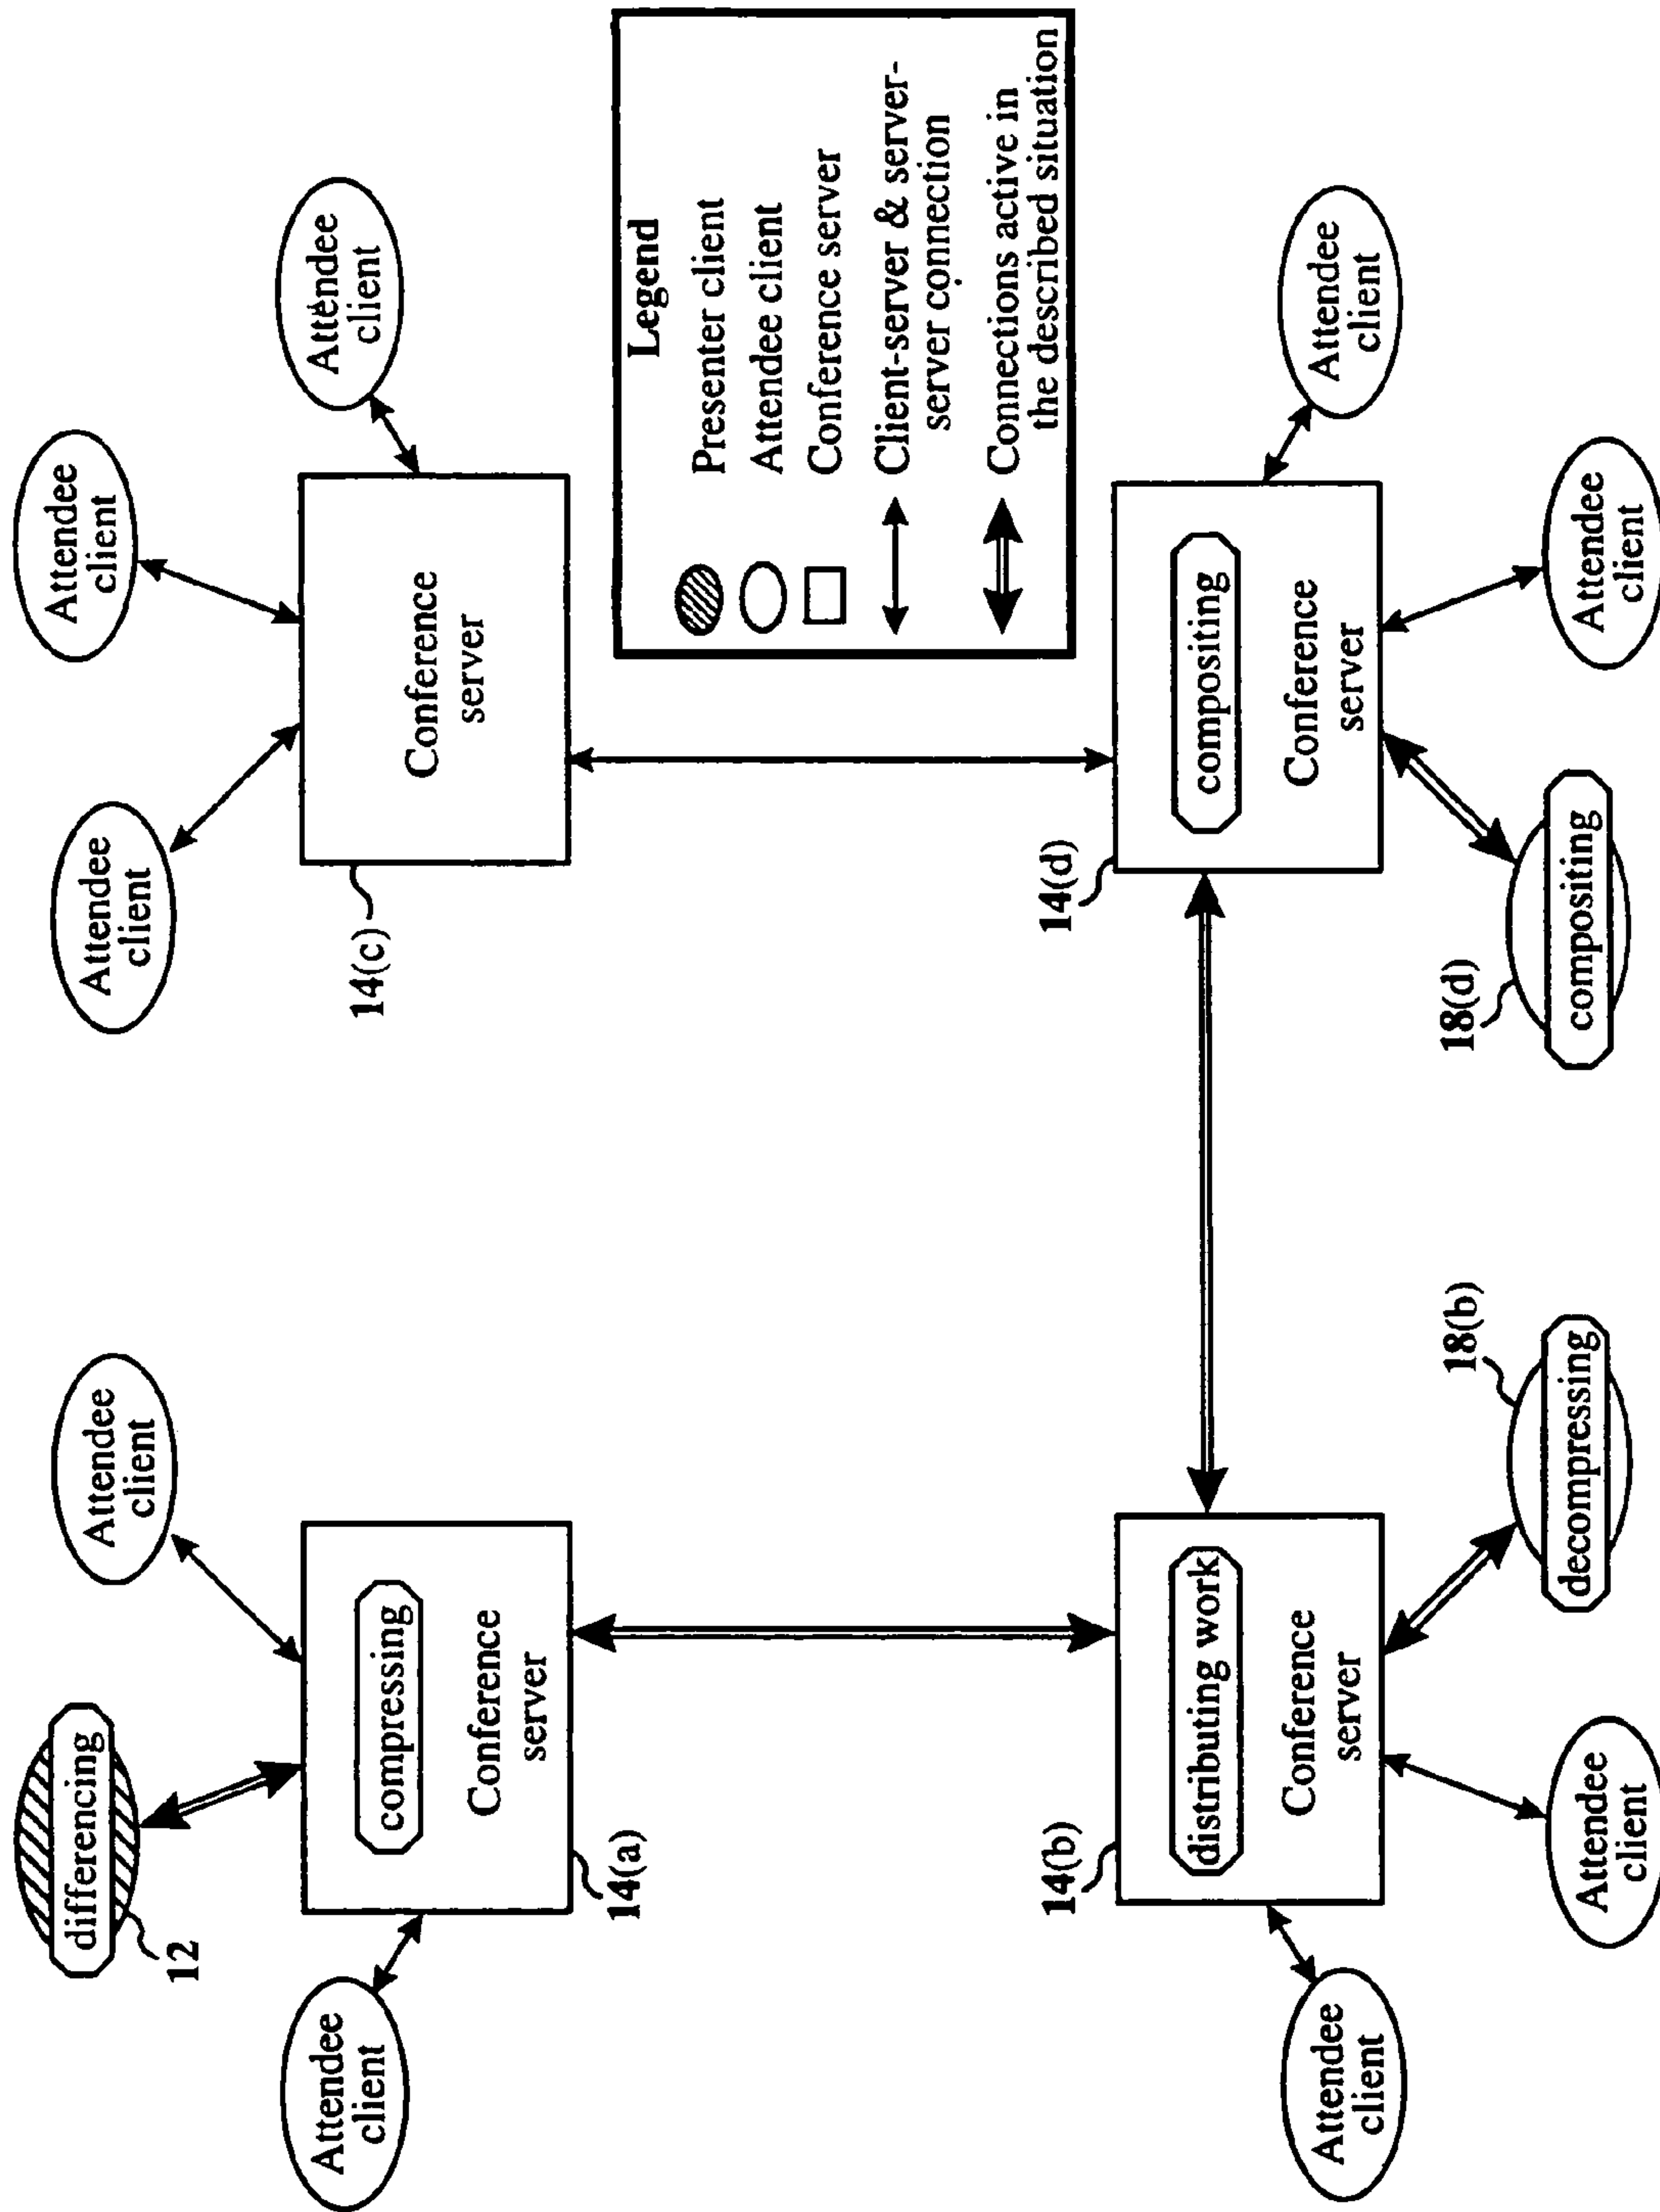 differencing
12
Attendee
client
Attendee
client
compressing
Conference
server
14(a)
Attendee
client
Attendee
client
Attendee
client
Conference
server
14(c)
Legend
Presenter client
Attendee client
Conference server
Client-server & server-
server connection
Connections active in
the described situation
14(b)
distributing work
Conference
server
Attendee
client
Attendee
client
decompressing
18(b)
14(d)
compositing
Conference
server
18(d)
compositing
Attendee
client
Attendee
client